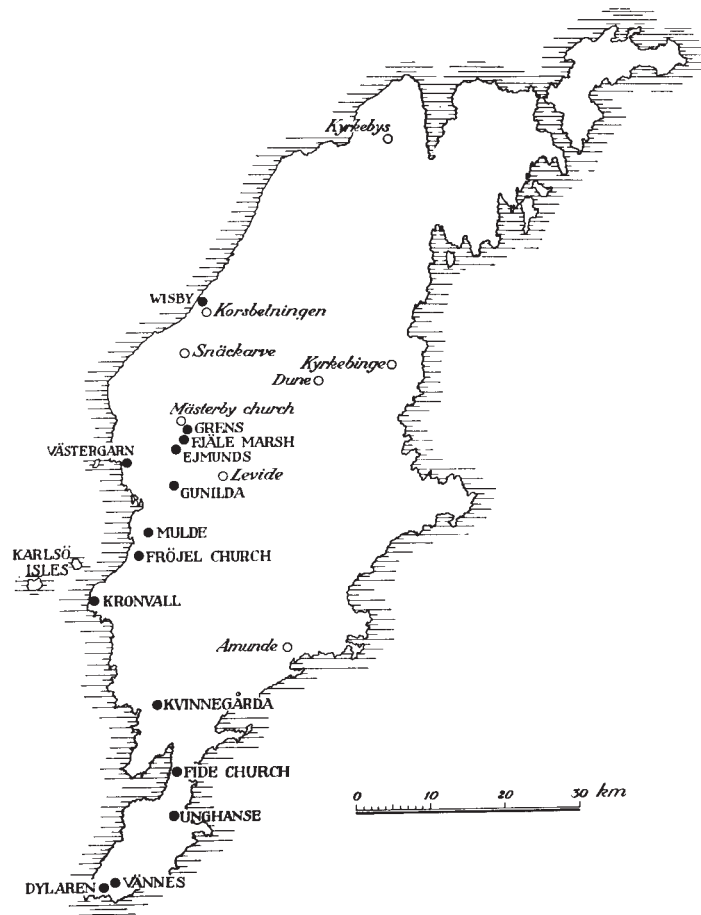 Kyrkebys
WISBY
Korsbetningen
Snäckarve
Kyrkebinge
Dune
Mästerby church
GRENS
FJÄLE MARSH
EJMUNDS
VÄSTERGARN
Levide
GUNILDA
MULDE
KARLSÖ
ISLES
FRÖJEL CHURCH
KRONVALL
Amunde
KVINNEGÅRDA
FIDE CHURCH
0 10 20 30 km
UNGHANSE
VÄNNES
DYLAREN